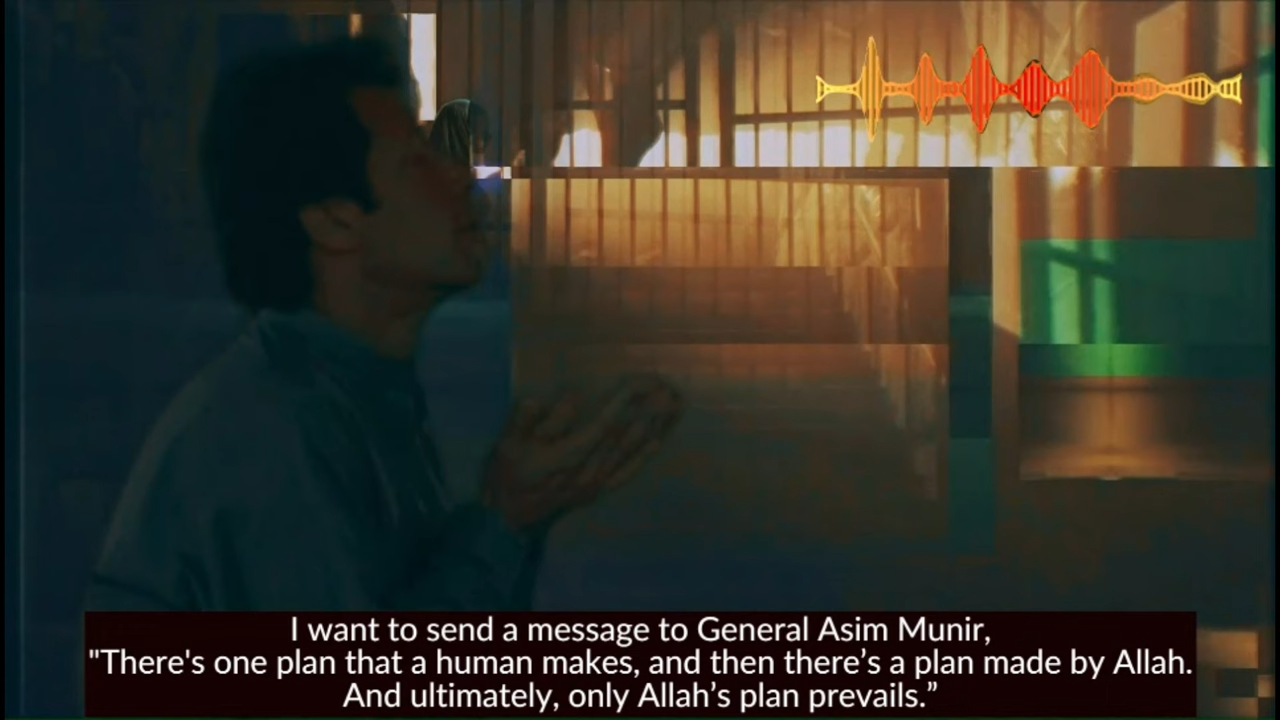 I want to send a message to General Asim Munir,
"There's one plan that a human makes, and then there’s a plan made by Allah.
And ultimately, only Allah’s plan prevails.”